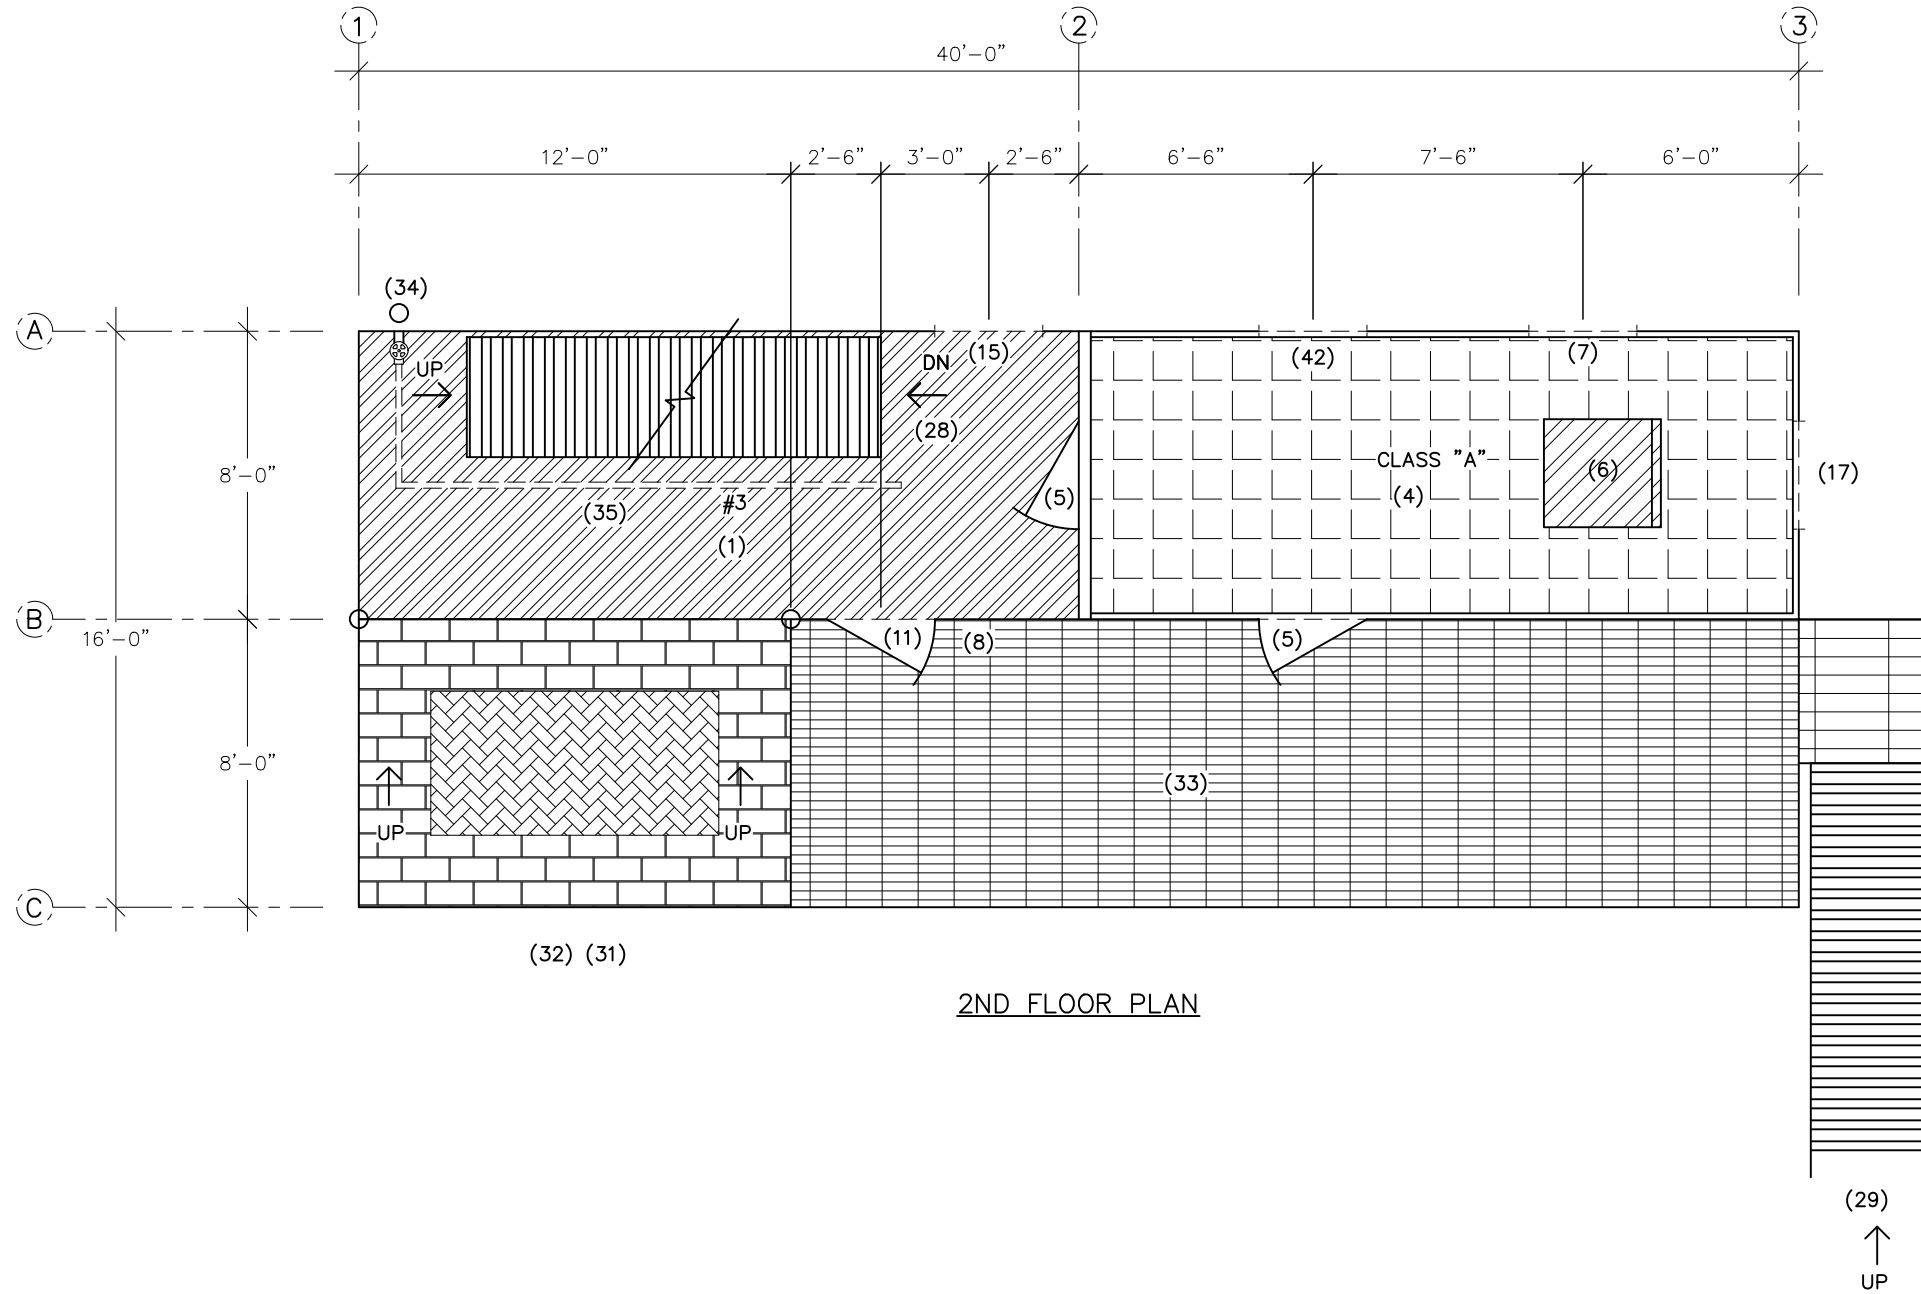 1 2 3
40'-0"
12'-0" 2'-6" 3'-0" 2'-6" 6'-6" 7'-6" 6'-0"
(34)
A
(15) (42) (7)
UP DN
(28)
CLASS "A"
(6) (17)
8'-0"
(5) (4)
(35) #3
(1)
B
16'-0"
(11) (8) (5)
8'-0"
(33)
UP UP
C
(32) (31)
2ND FLOOR PLAN
(29)
UP